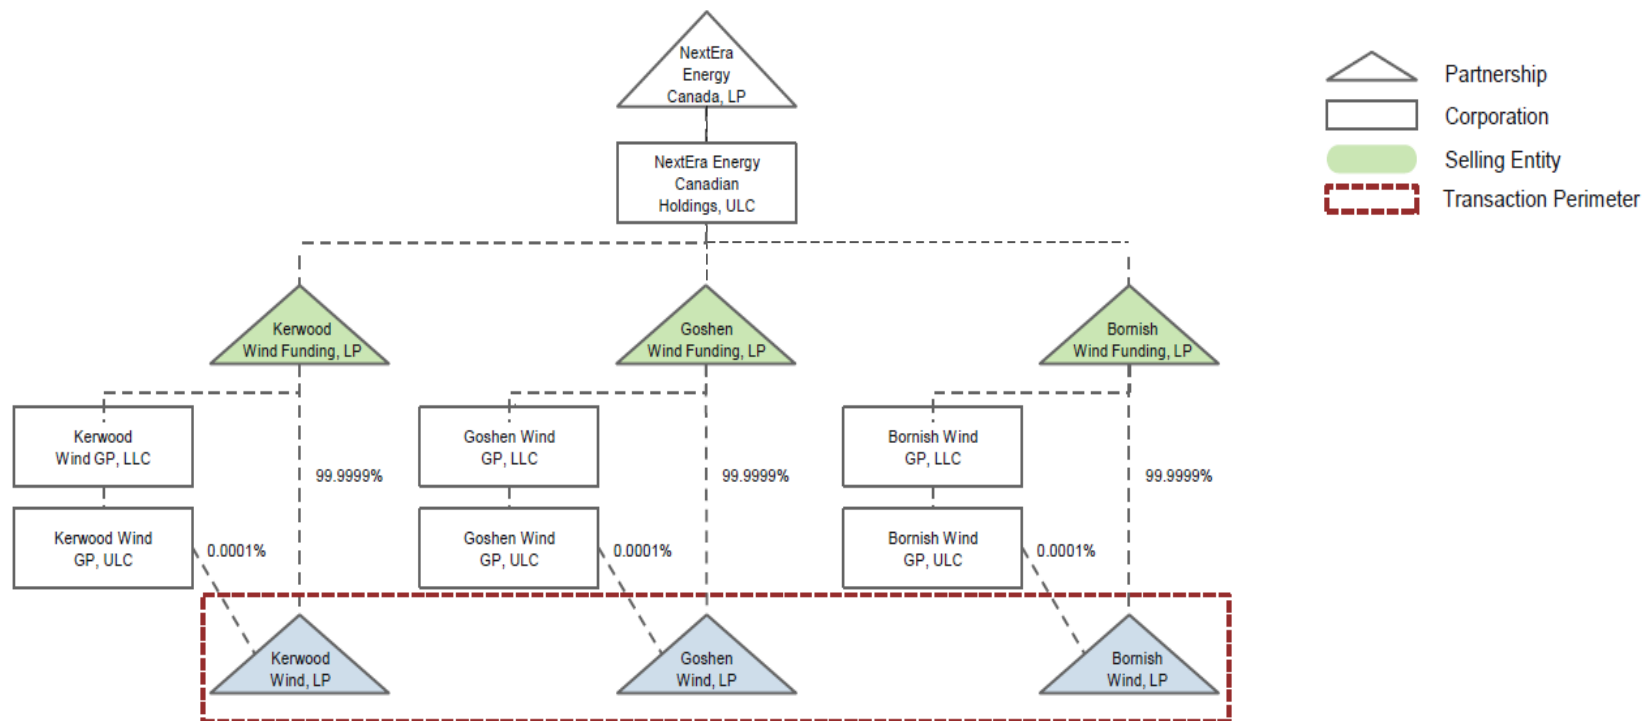 NextEra
Energy
Canada, LP
NextEra Energy
Canadian
Holdings, ULC
Partnership
Corporation
Selling Entity
Transaction Perimeter
Kerwood
Wind Funding, LP
Goshen
Wind Funding, LP
Bornish
Wind Funding, LP
Kerwood
Wind GP, LLC
99.9999%
Goshen Wind
GP, LLC
99.9999%
Bornish Wind
GP, LLC
99.9999%
Kerwood Wind
GP, ULC
0.0001%
Goshen Wind
GP, ULC
0.0001%
Bornish Wind
GP, ULC
0.0001%
Kerwood
Wind, LP
Goshen
Wind, LP
Bornish
Wind, LP